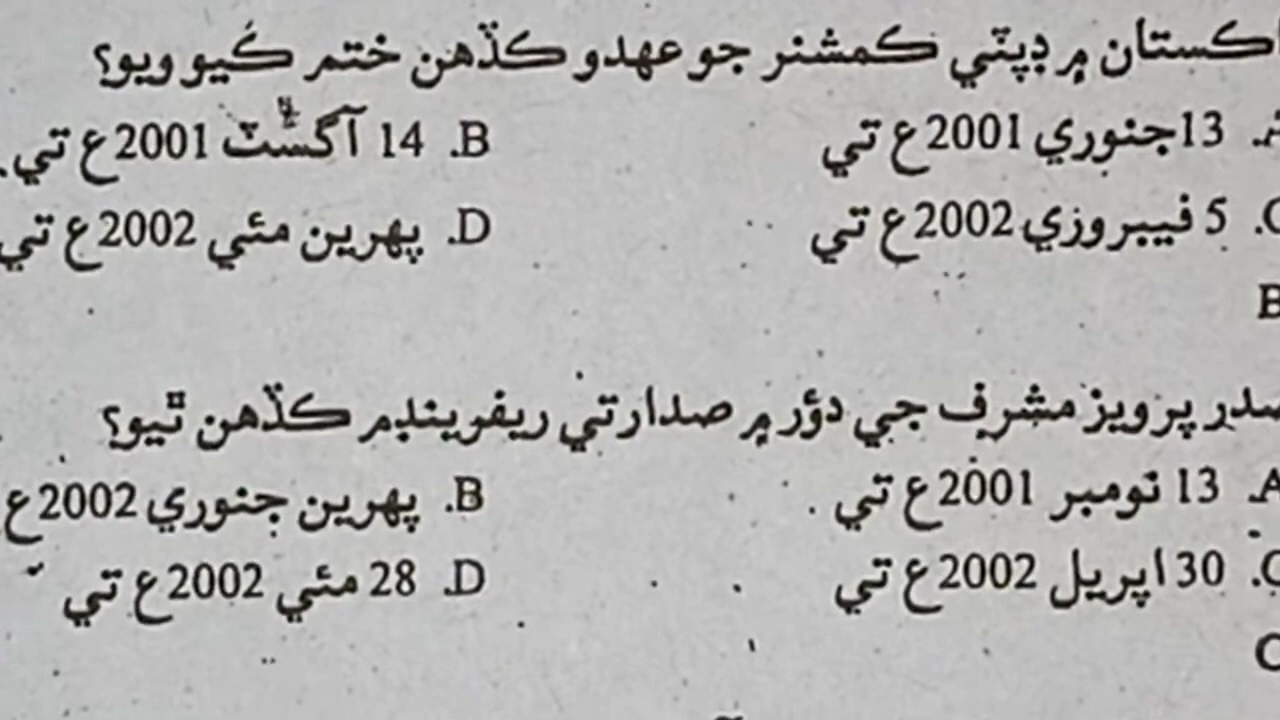 اڪستان ۾ ڊپٽي ڪمشنر جو عهدو ڪڏهن ختم ڪيو ويو؟
A. 13 جنوري 2001ع تي B. 14 آگسٽ 2001ع تي.
C. 5 فيبروزي 2002ع تي D. پهرين مئي 2002ع تي
B
صدر پرويز مشرف جي دؤر ۾ صدارتي ريفرينڊم ڪڏهن ٿيو؟
A. 13 نومبر 2001ع تي B. پهرين جنوري 2002ع
C. 30 اپريل 2002ع تي D. 28 مئي 2002ع تي
C